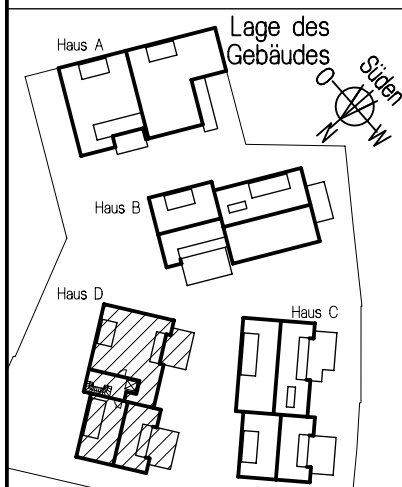 Lage des
Gebäudes
Haus A
Süden
O
N
W
Haus B
Haus D
Haus C